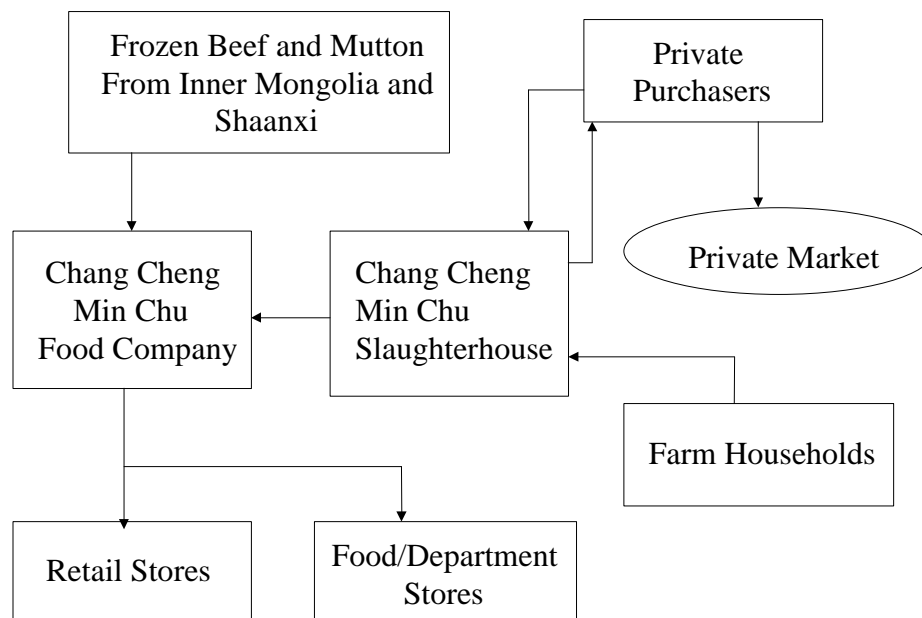 Frozen Beef and Mutton
From Inner Mongolia and
Shaanxi
Private
Purchasers
Chang Cheng
Min Chu
Food Company
Chang Cheng
Min Chu
Slaughterhouse
Private Market
Farm Households
Retail Stores
Food/Department
Stores